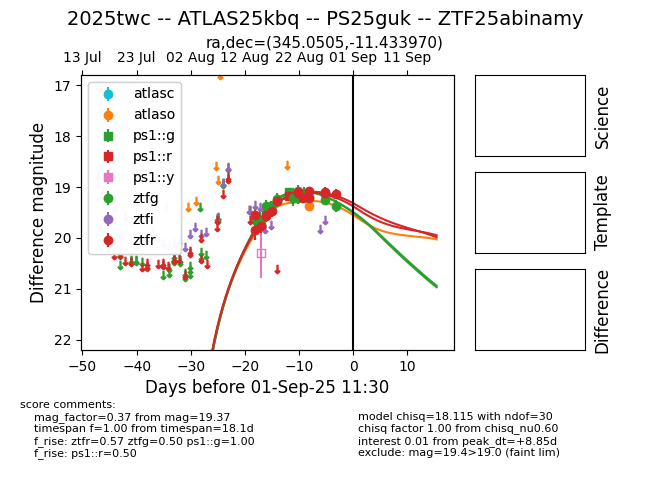 2025twc -- ATLAS25kbq -- PS25guk -- ZTF25abinamy
ra,dec=(345.0505,-11.433970)
13 Jul 23 Jul 02 Aug 12 Aug 22 Aug 01 Sep 11 Sep
17
18
19
20
21
22
Difference magnitude
atlasc
atlaso
ps1::g
ps1::r
ps1::y
ztfg
ztfi
ztfr
−50 −40 −30 −20 −10 0 10
Days before 01-Sep-25 11:30
Science
Template
Difference
score comments:
mag_factor=0.37 from mag=19.37
timespan f=1.00 from timespan=18.1d
f_rise: ztfr=0.57 ztfg=0.50 ps1::g=1.00
f_rise: ps1::r=0.50
model chisq=18.115 with ndof=30
chisq factor 1.00 from chisq_nu0.60
interest 0.01 from peak_dt=+8.85d
exclude: mag=19.4>19.0 (faint lim)